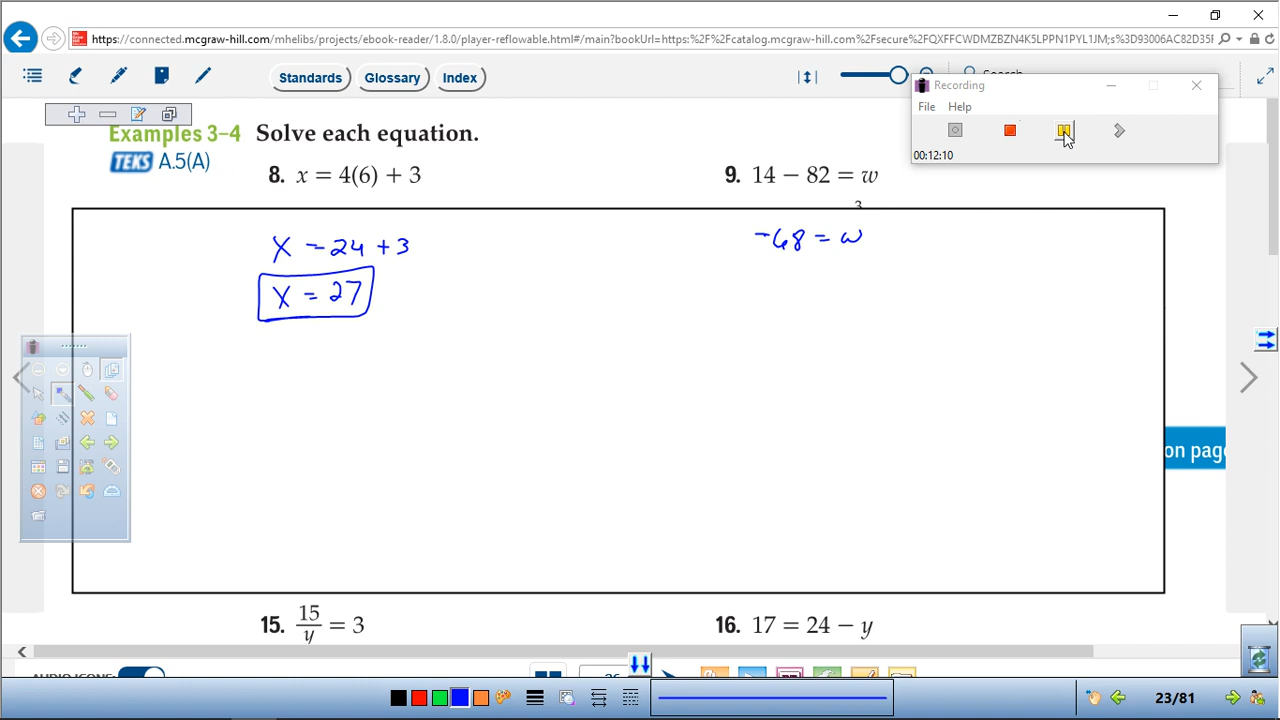 https://connected.mcgraw-hill.com/mhelibs/projects/ebook-reader/1.8.0/player-reflowable.html#/main?bookUrl=https:%2F%2Fcatalog.mcgraw-hill.com%2Fsecure%2FQXFFCWDMZBZN4K5LPPN1PYL1JM;s%3D93006AC82D35F
Standards
Glossary
Index
Search
Recording
File Help
00:12:10
Examples 3–4 Solve each equation.
TEKS A.5(A)
8. x = 4(6) + 3
9. 14 − 82 = w
3
x = 24 + 3
-68 = w
x = 27
on page
15. 15/y = 3
16. 17 = 24 − y
23/81